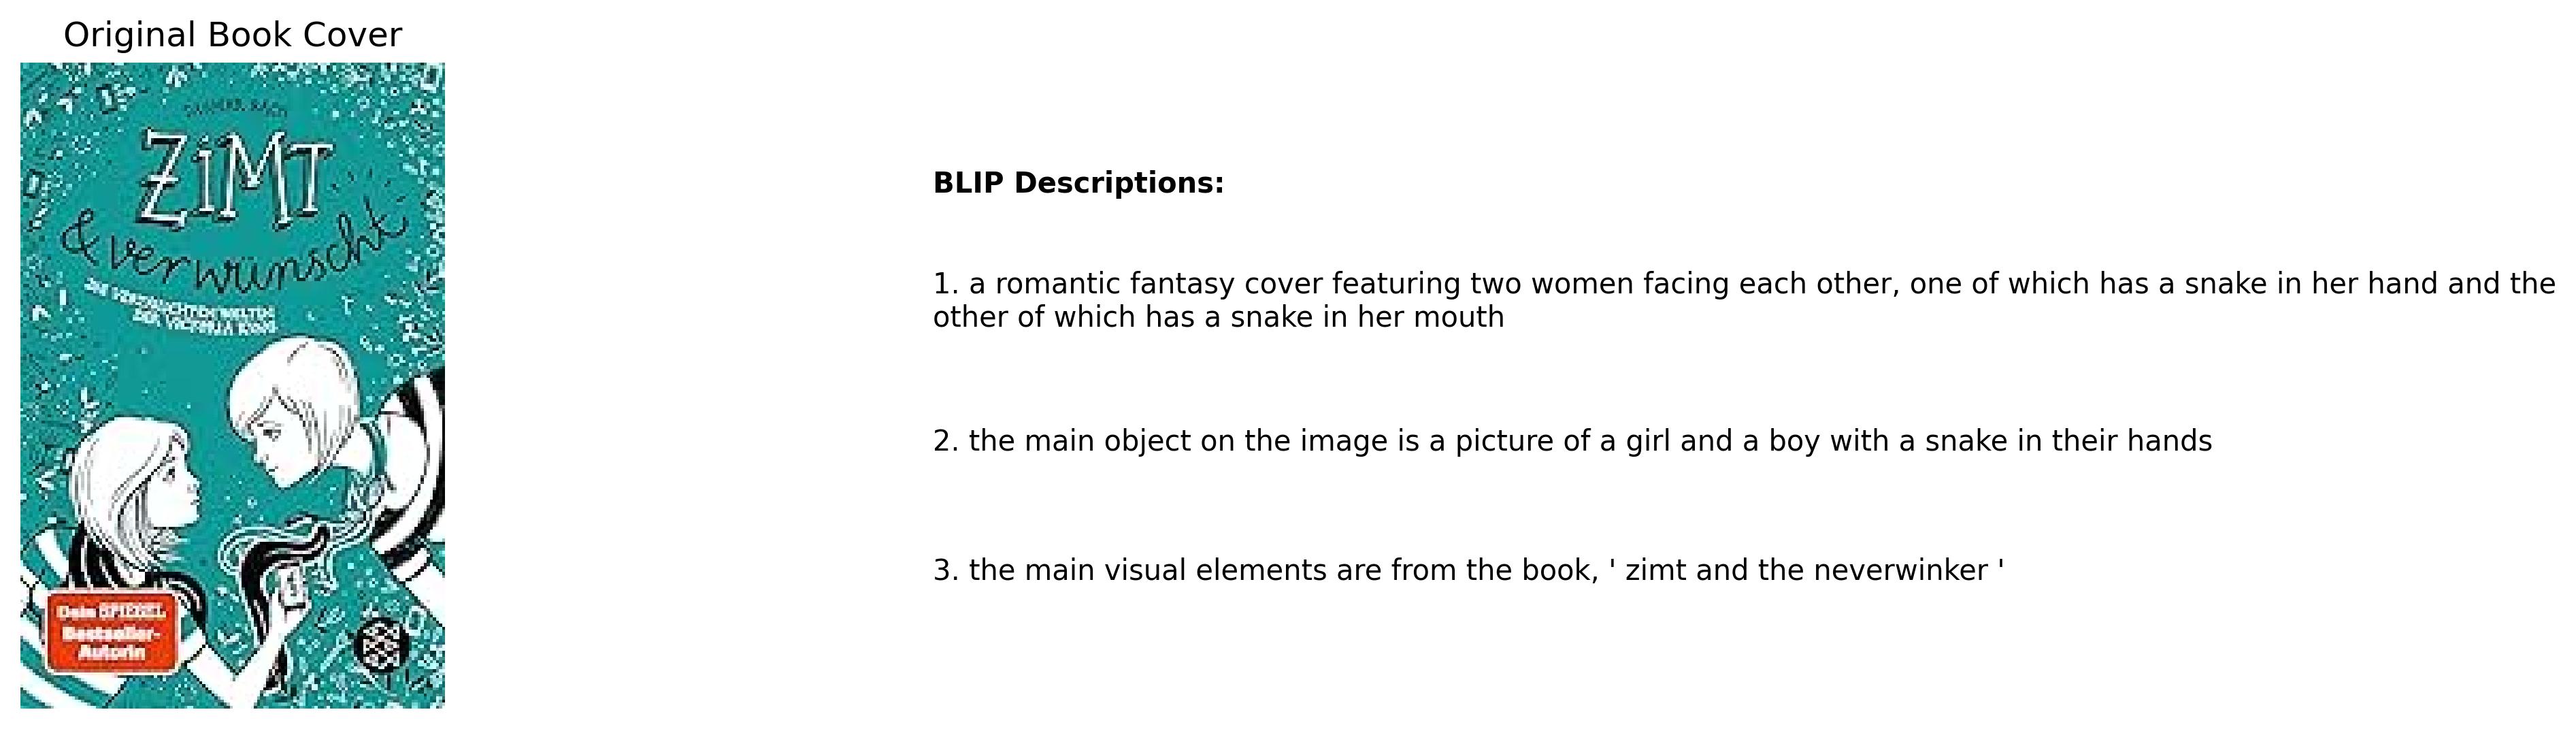 Original Book Cover
ZiMT
& verwünscht
DIE VERTAUSCHTEN WELTEN
DER VICTORIA KING
Dein SPIEGEL
Bestseller-
Autorin
BLIP Descriptions:
1. a romantic fantasy cover featuring two women facing each other, one of which has a snake in her hand and the
other of which has a snake in her mouth
2. the main object on the image is a picture of a girl and a boy with a snake in their hands
3. the main visual elements are from the book, ' zimt and the neverwinker '